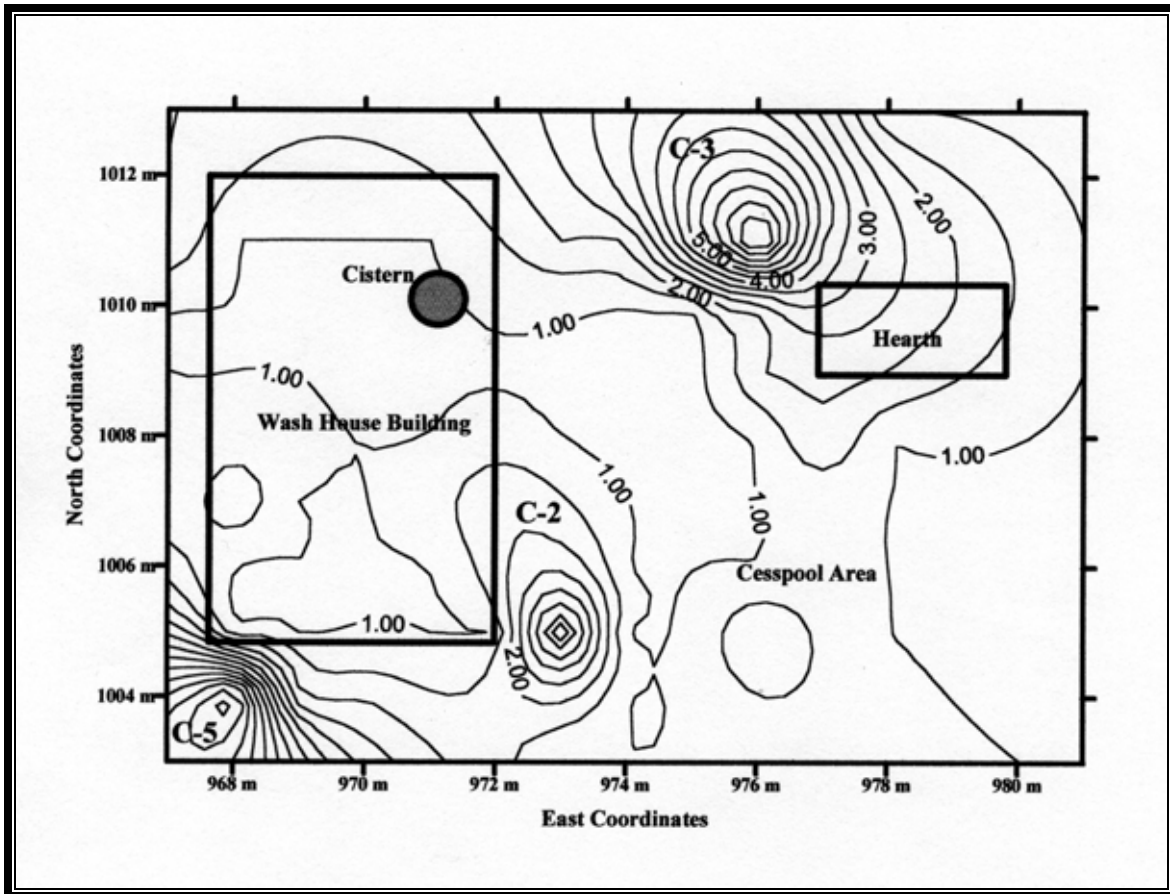 C-3
1012 m
2.00
3.00
5.00
Cistern
4.00
2.00
1010 m
1.00
Hearth
1.00
Wash House Building
1008 m
1.00
1.00
1.00
C-2
1006 m
Cesspool Area
1.00
2.00
1004 m
C-5
968 m 970 m 972 m 974 m 976 m 978 m 980 m
North Coordinates
East Coordinates